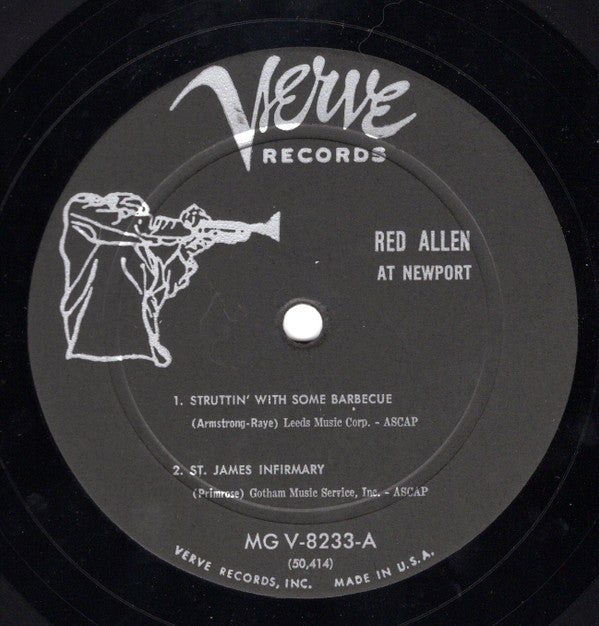 Verve
RECORDS
RED ALLEN
AT NEWPORT
1. STRUTTIN' WITH SOME BARBECUE
(Armstrong-Raye) Leeds Music Corp. - ASCAP
2. ST. JAMES INFIRMARY
(Primrose) Gotham Music Service, Inc. - ASCAP
MG V-8233-A
(50,414)
VERVE RECORDS, INC. MADE IN U.S.A.